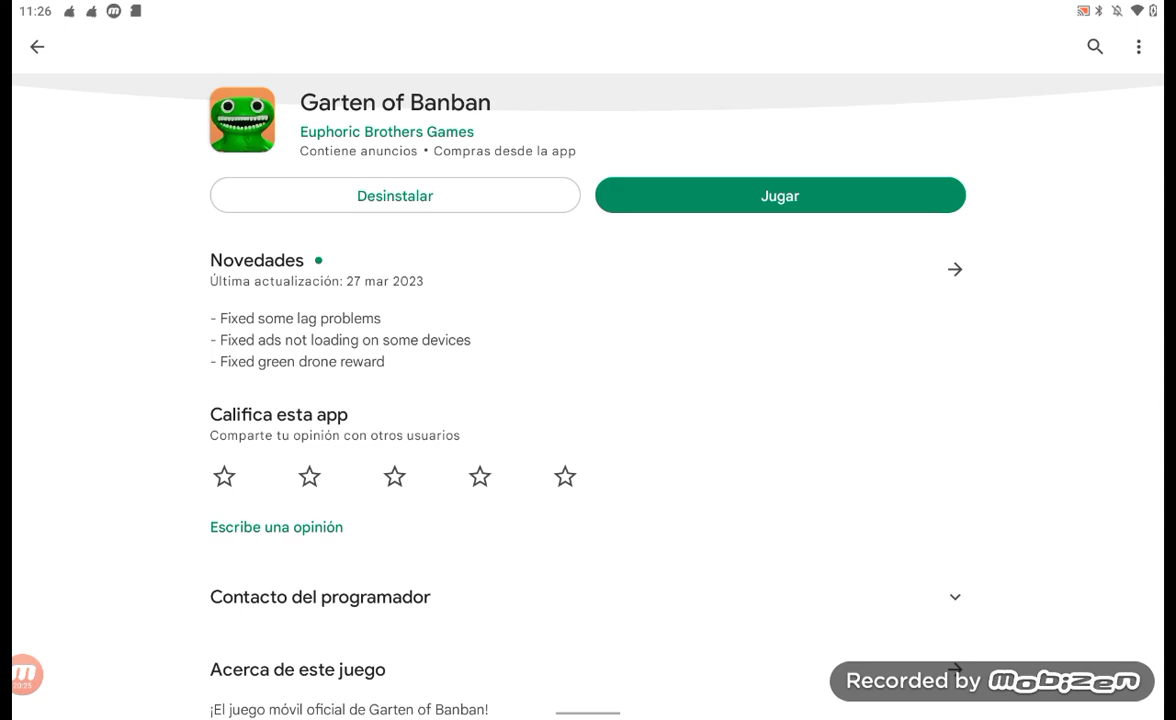 11:26
Garten of Banban
Euphoric Brothers Games
Contiene anuncios • Compras desde la app
Desinstalar
Jugar
Novedades
Última actualización: 27 mar 2023
- Fixed some lag problems
- Fixed ads not loading on some devices
- Fixed green drone reward
Califica esta app
Comparte tu opinión con otros usuarios
Escribe una opinión
Contacto del programador
Acerca de este juego
¡El juego móvil oficial de Garten of Banban!
20:25
Recorded by mobizen